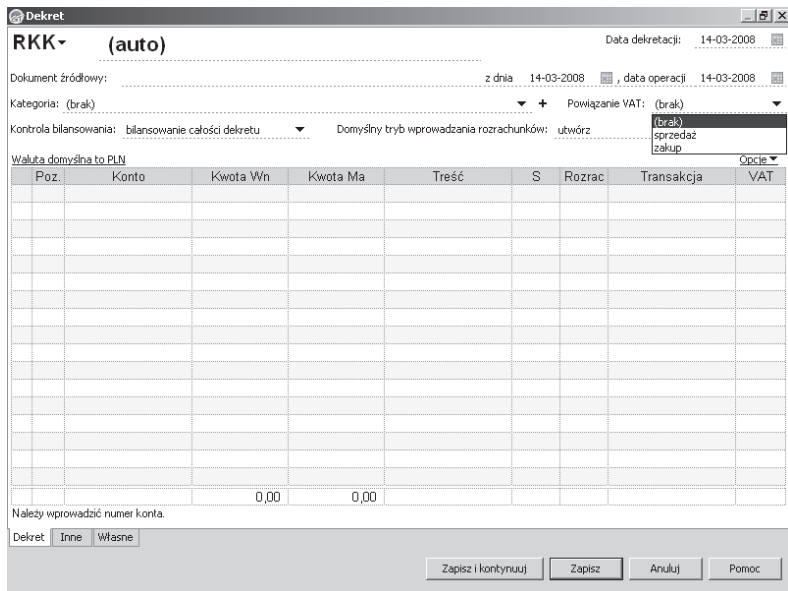 Dekret
RKK (auto) Data dekretacji: 14-03-2008
Dokument źródłowy: z dnia 14-03-2008 , data operacji 14-03-2008
Kategoria: (brak) + Powiązanie VAT: (brak)
Kontrola bilansowania: bilansowanie całości dekretu Domyślny tryb wprowadzania rozrachunków: utwórz
(brak)
sprzedaż
zakup
Waluta domyślna to PLN Opcje
Poz. Konto Kwota Wn Kwota Ma Treść S Rozrac Transakcja VAT
0,00 0,00
Należy wprowadzić numer konta.
Dekret Inne Własne
Zapisz i kontynuuj Zapisz Anuluj Pomoc